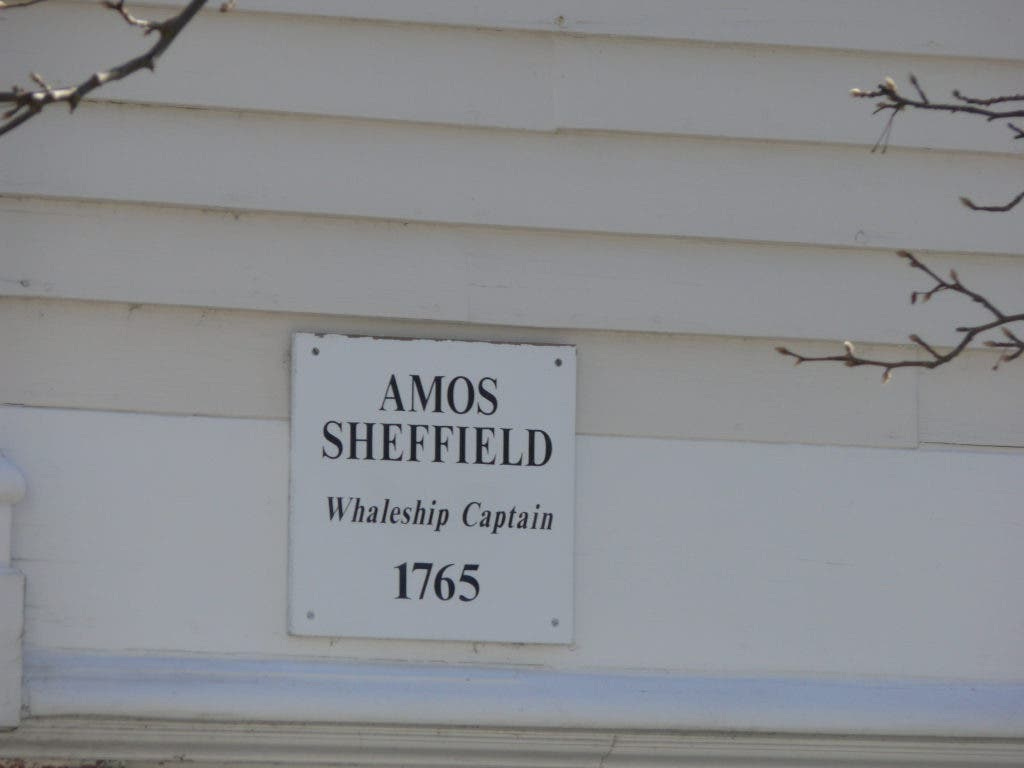 AMOS
SHEFFIELD
Whaleship Captain
1765